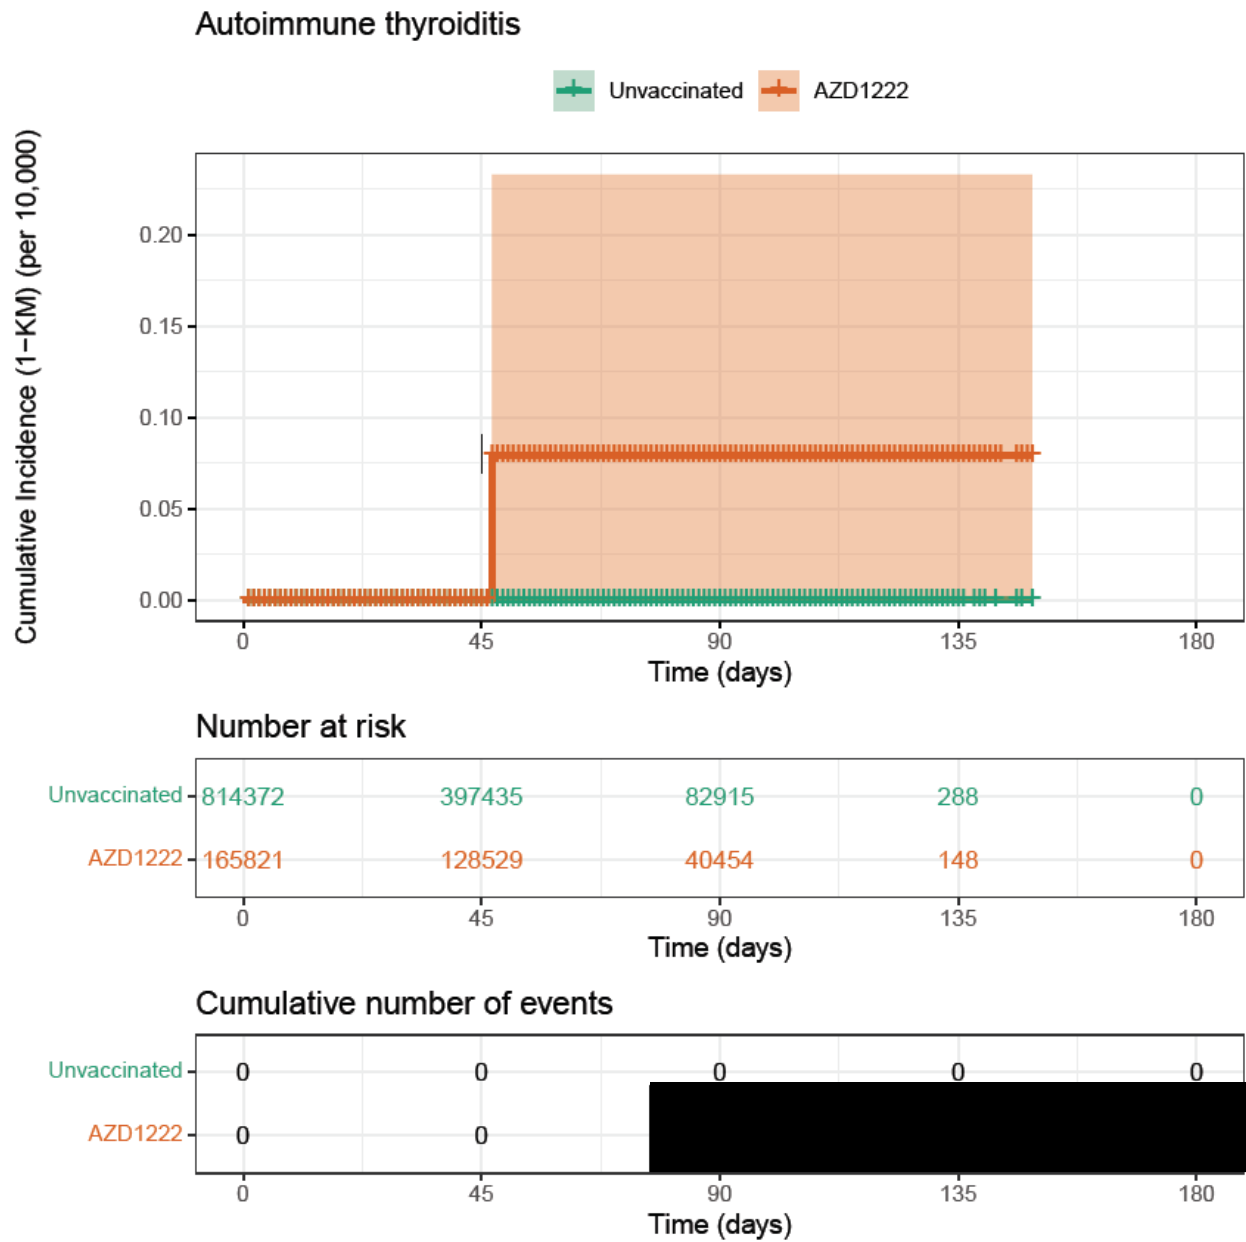 Autoimmune thyroiditis
Unvaccinated AZD1222
Cumulative Incidence (1−KM) (per 10,000)
0.20
0.15
0.10
0.05
0.00
0 45 90 135 180
Time (days)
Number at risk
Unvaccinated 814372 397435 82915 288 0
AZD1222 165821 128529 40454 148 0
0 45 90 135 180
Time (days)
Cumulative number of events
Unvaccinated 0 0 0 0 0
AZD1222 0 0
0 45 90 135 180
Time (days)